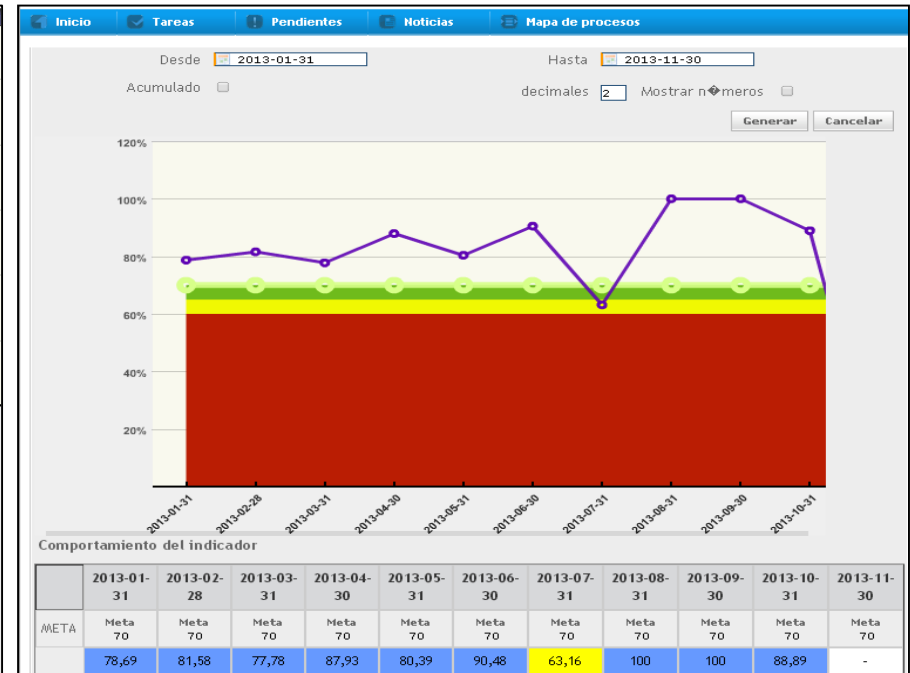 Inicio Tareas Pendientes Noticias Mapa de procesos
Desde 2013-01-31 Hasta 2013-11-30
Acumulado decimales 2 Mostrar n�meros
Generar Cancelar
120%
100%
80%
60%
40%
20%
2013-01-31 2013-02-28 2013-03-31 2013-04-30 2013-05-31 2013-06-30 2013-07-31 2013-08-31 2013-09-30 2013-10-31
Comportamiento del indicador
2013-01- 2013-02- 2013-03- 2013-04- 2013-05- 2013-06- 2013-07- 2013-08- 2013-09- 2013-10- 2013-11-
31 28 31 30 31 30 31 31 30 31 30
META Meta Meta Meta Meta Meta Meta Meta Meta Meta Meta Meta
70 70 70 70 70 70 70 70 70 70 70
78,69 81,58 77,78 87,93 80,39 90,48 63,16 100 100 88,89 -